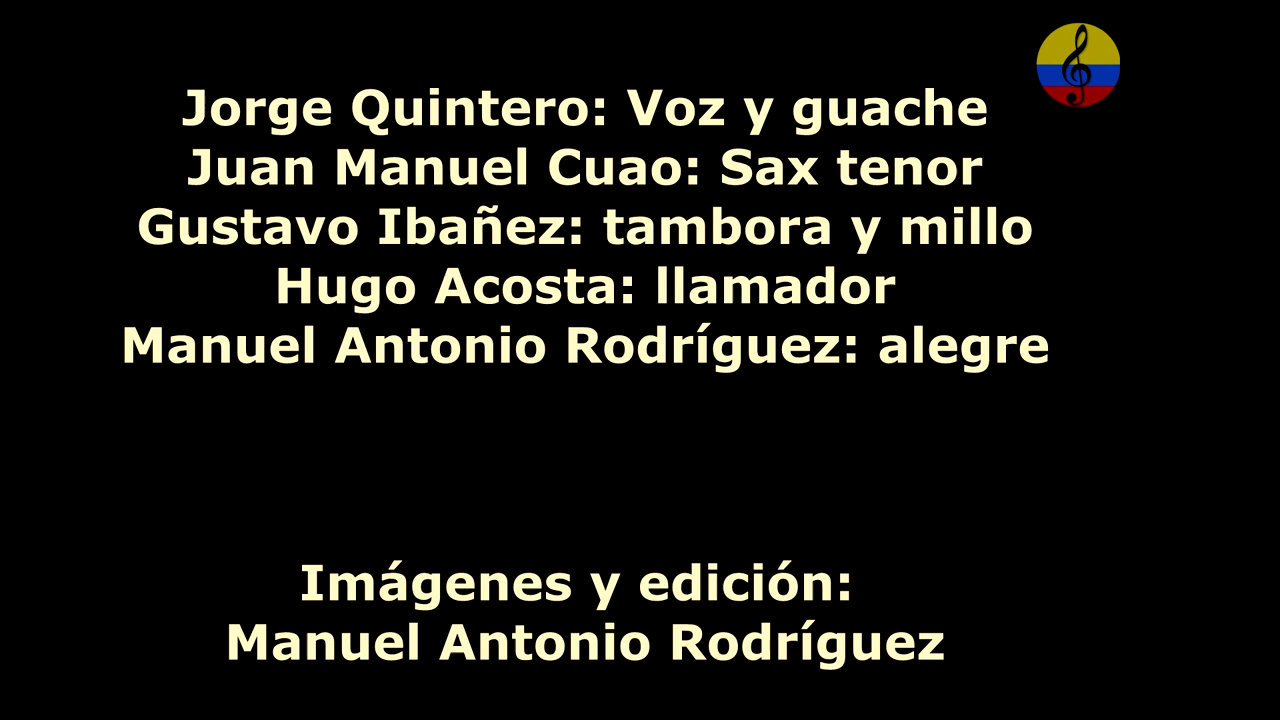 Jorge Quintero: Voz y guache
Juan Manuel Cuao: Sax tenor
Gustavo Ibañez: tambora y millo
Hugo Acosta: llamador
Manuel Antonio Rodríguez: alegre
Imágenes y edición:
Manuel Antonio Rodríguez